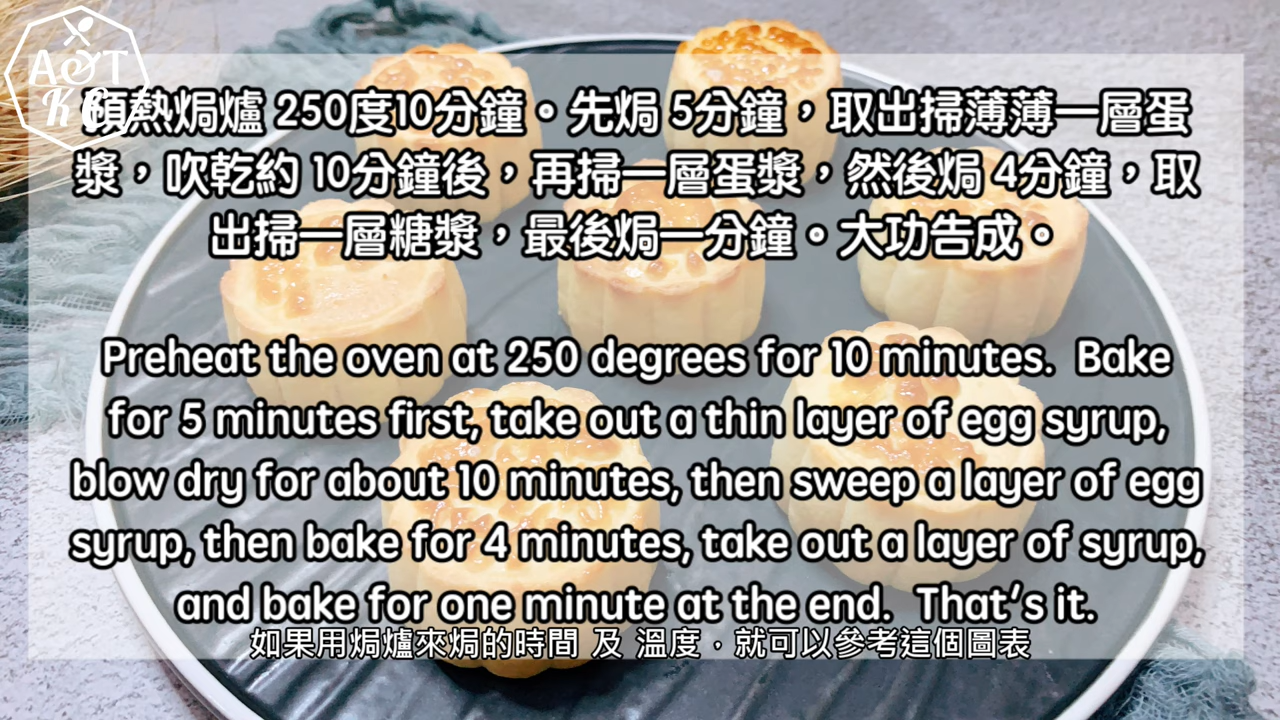 A&T
K
預熱焗爐 250度10分鐘。先焗 5分鐘，取出掃薄薄一層蛋
漿，吹乾約 10分鐘後，再掃一層蛋漿，然後焗 4分鐘，取
出掃一層糖漿，最後焗一分鐘。大功告成。
Preheat the oven at 250 degrees for 10 minutes.  Bake
for 5 minutes first, take out a thin layer of egg syrup,
blow dry for about 10 minutes, then sweep a layer of egg
syrup, then bake for 4 minutes, take out a layer of syrup,
and bake for one minute at the end.  That's it.
如果用焗爐來焗的時間 及 溫度，就可以參考這個圖表